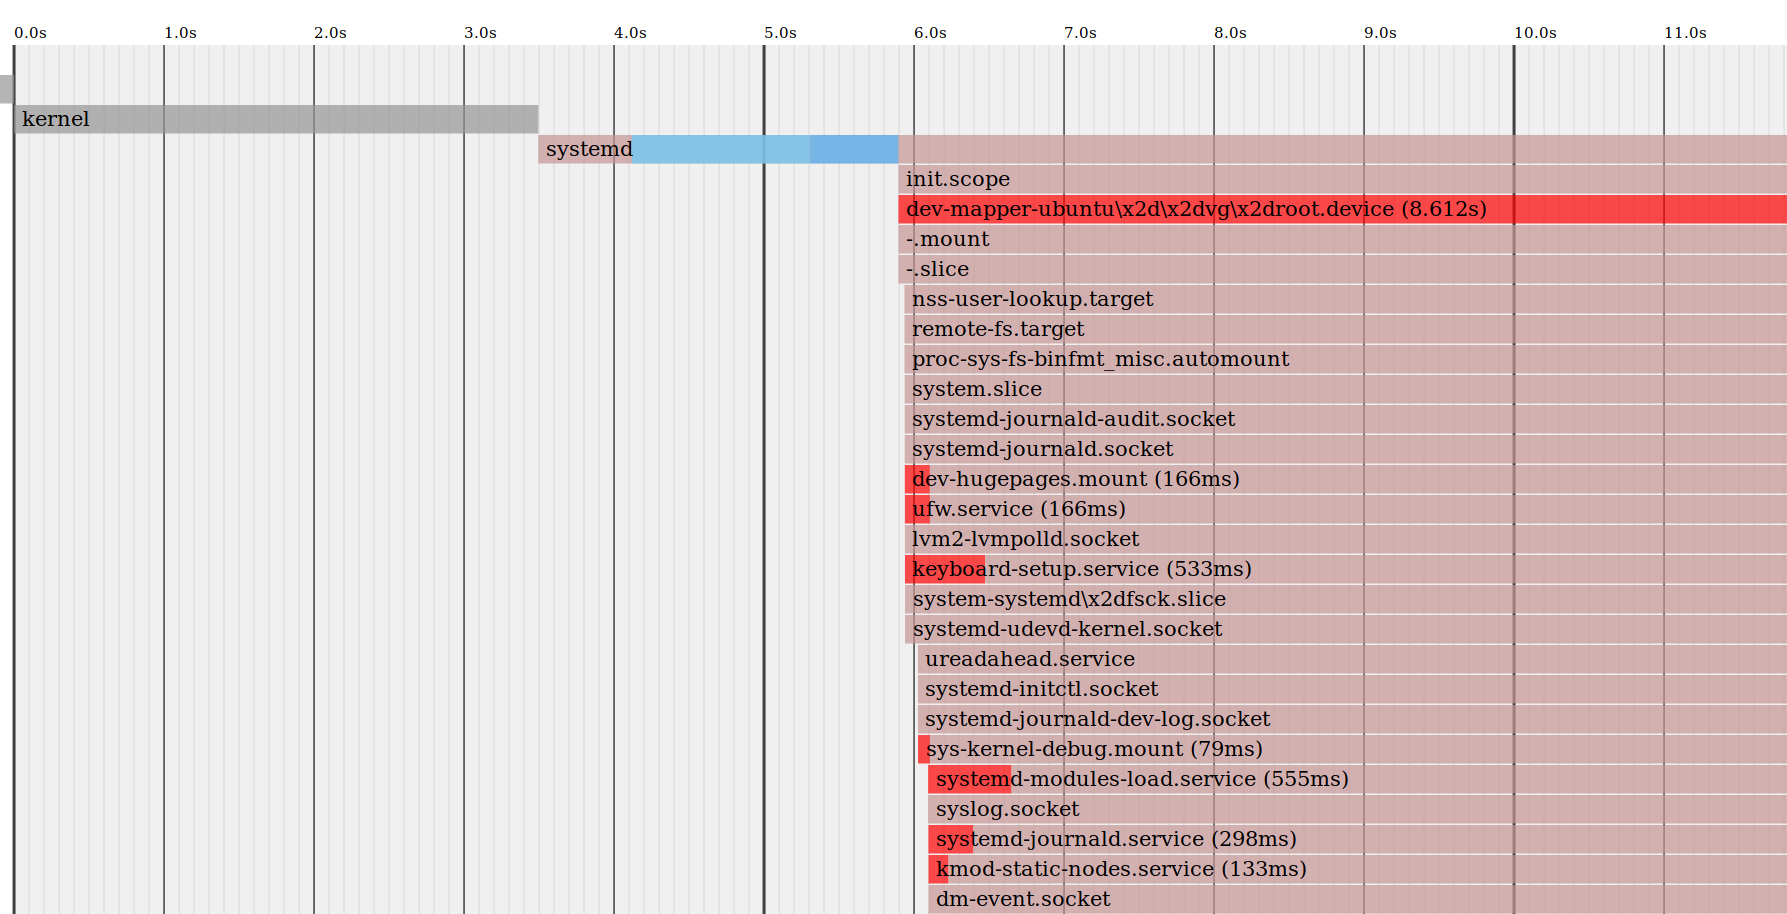 0.0s 1.0s 2.0s 3.0s 4.0s 5.0s 6.0s 7.0s 8.0s 9.0s 10.0s 11.0s
kernel
systemd
init.scope
dev-mapper-ubuntu\x2d\x2dvg\x2droot.device (8.612s)
-.mount
-.slice
nss-user-lookup.target
remote-fs.target
proc-sys-fs-binfmt_misc.automount
system.slice
systemd-journald-audit.socket
systemd-journald.socket
dev-hugepages.mount (166ms)
ufw.service (166ms)
lvm2-lvmpolld.socket
keyboard-setup.service (533ms)
system-systemd\x2dfsck.slice
systemd-udevd-kernel.socket
ureadahead.service
systemd-initctl.socket
systemd-journald-dev-log.socket
sys-kernel-debug.mount (79ms)
systemd-modules-load.service (555ms)
syslog.socket
systemd-journald.service (298ms)
kmod-static-nodes.service (133ms)
dm-event.socket